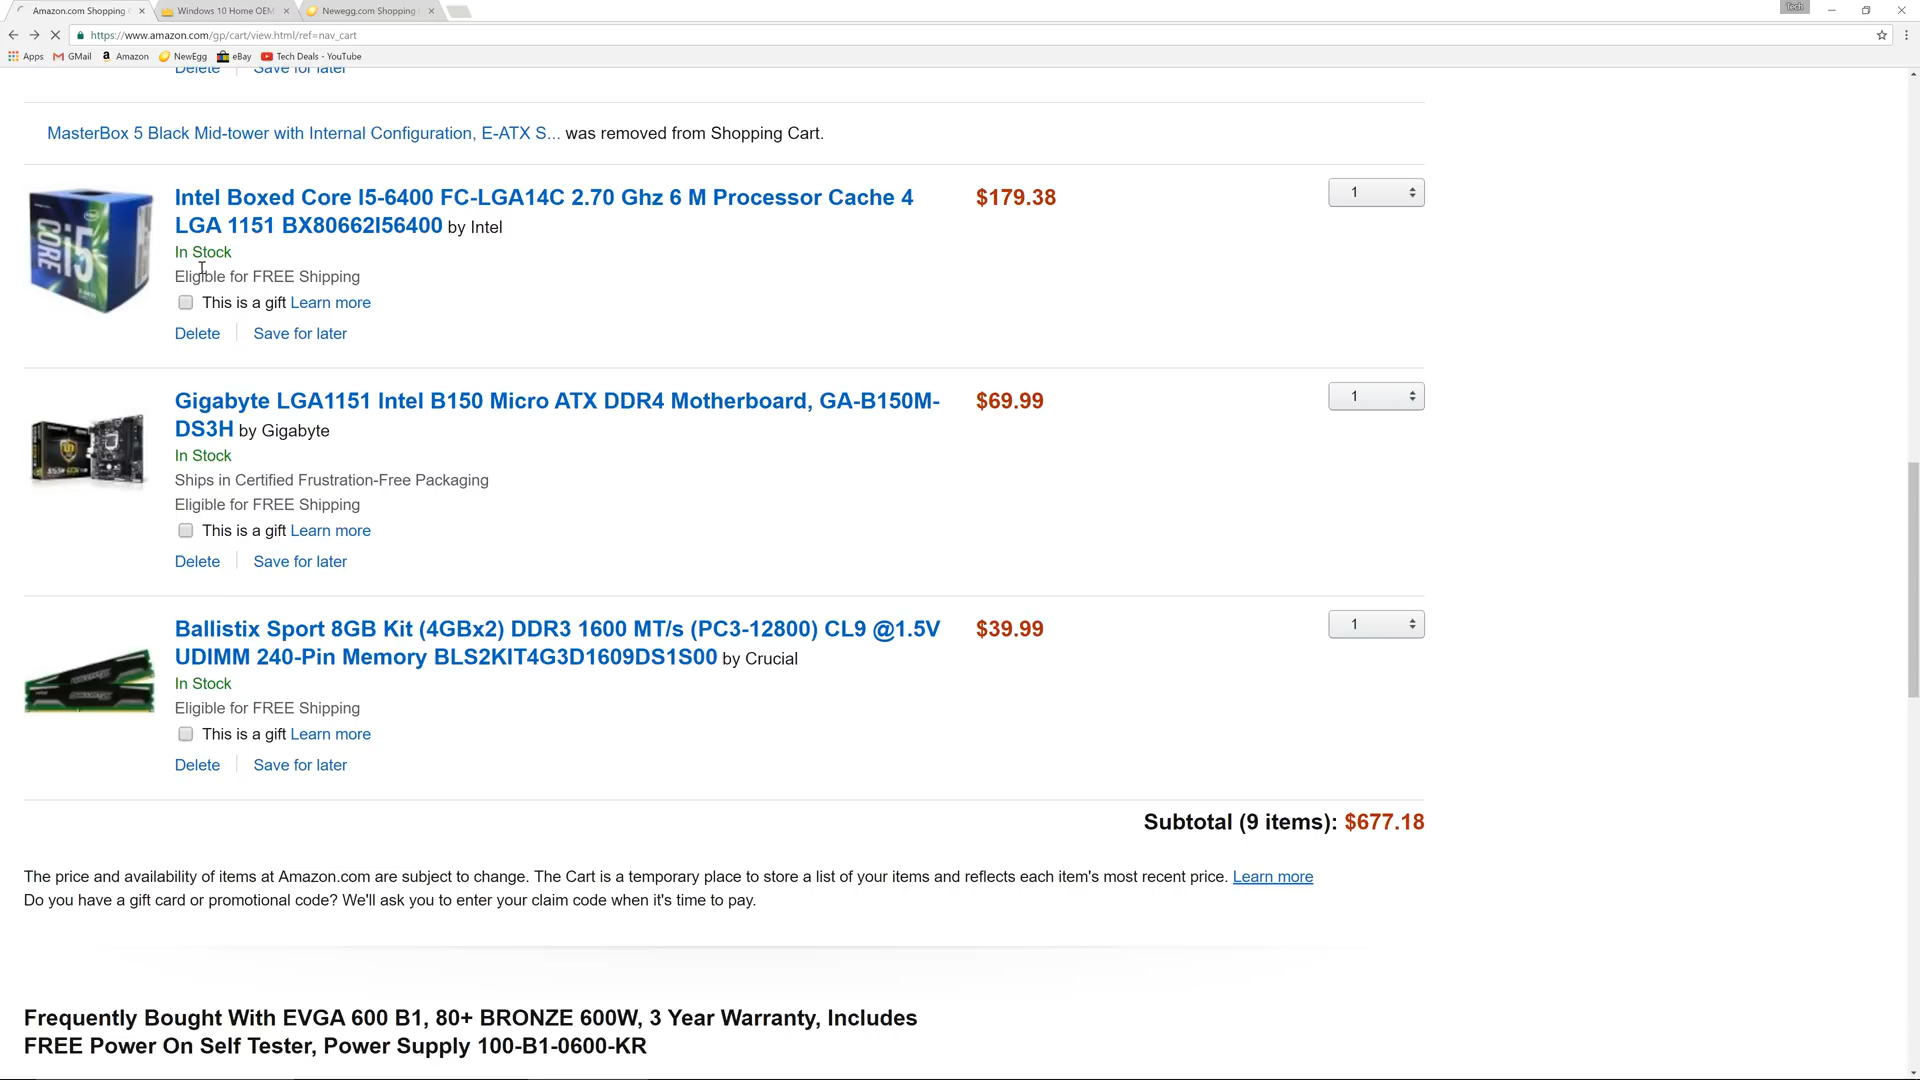 Amazon.com Shopping
Windows 10 Home OEM
Newegg.com Shopping
Tech
https://www.amazon.com/gp/cart/view.html/ref=nav_cart
Apps GMail Amazon NewEgg eBay Tech Deals - YouTube
Delete Save for later
MasterBox 5 Black Mid-tower with Internal Configuration, E-ATX S... was removed from Shopping Cart.
Intel Boxed Core I5-6400 FC-LGA14C 2.70 Ghz 6 M Processor Cache 4 $179.38 1
LGA 1151 BX80662I56400 by Intel
In Stock
Eligible for FREE Shipping
This is a gift Learn more
Delete Save for later
Gigabyte LGA1151 Intel B150 Micro ATX DDR4 Motherboard, GA-B150M- $69.99 1
DS3H by Gigabyte
In Stock
Ships in Certified Frustration-Free Packaging
Eligible for FREE Shipping
This is a gift Learn more
Delete Save for later
Ballistix Sport 8GB Kit (4GBx2) DDR3 1600 MT/s (PC3-12800) CL9 @1.5V $39.99 1
UDIMM 240-Pin Memory BLS2KIT4G3D1609DS1S00 by Crucial
In Stock
Eligible for FREE Shipping
This is a gift Learn more
Delete Save for later
Subtotal (9 items): $677.18
The price and availability of items at Amazon.com are subject to change. The Cart is a temporary place to store a list of your items and reflects each item's most recent price. Learn more
Do you have a gift card or promotional code? We'll ask you to enter your claim code when it's time to pay.
Frequently Bought With EVGA 600 B1, 80+ BRONZE 600W, 3 Year Warranty, Includes
FREE Power On Self Tester, Power Supply 100-B1-0600-KR
CORE i5